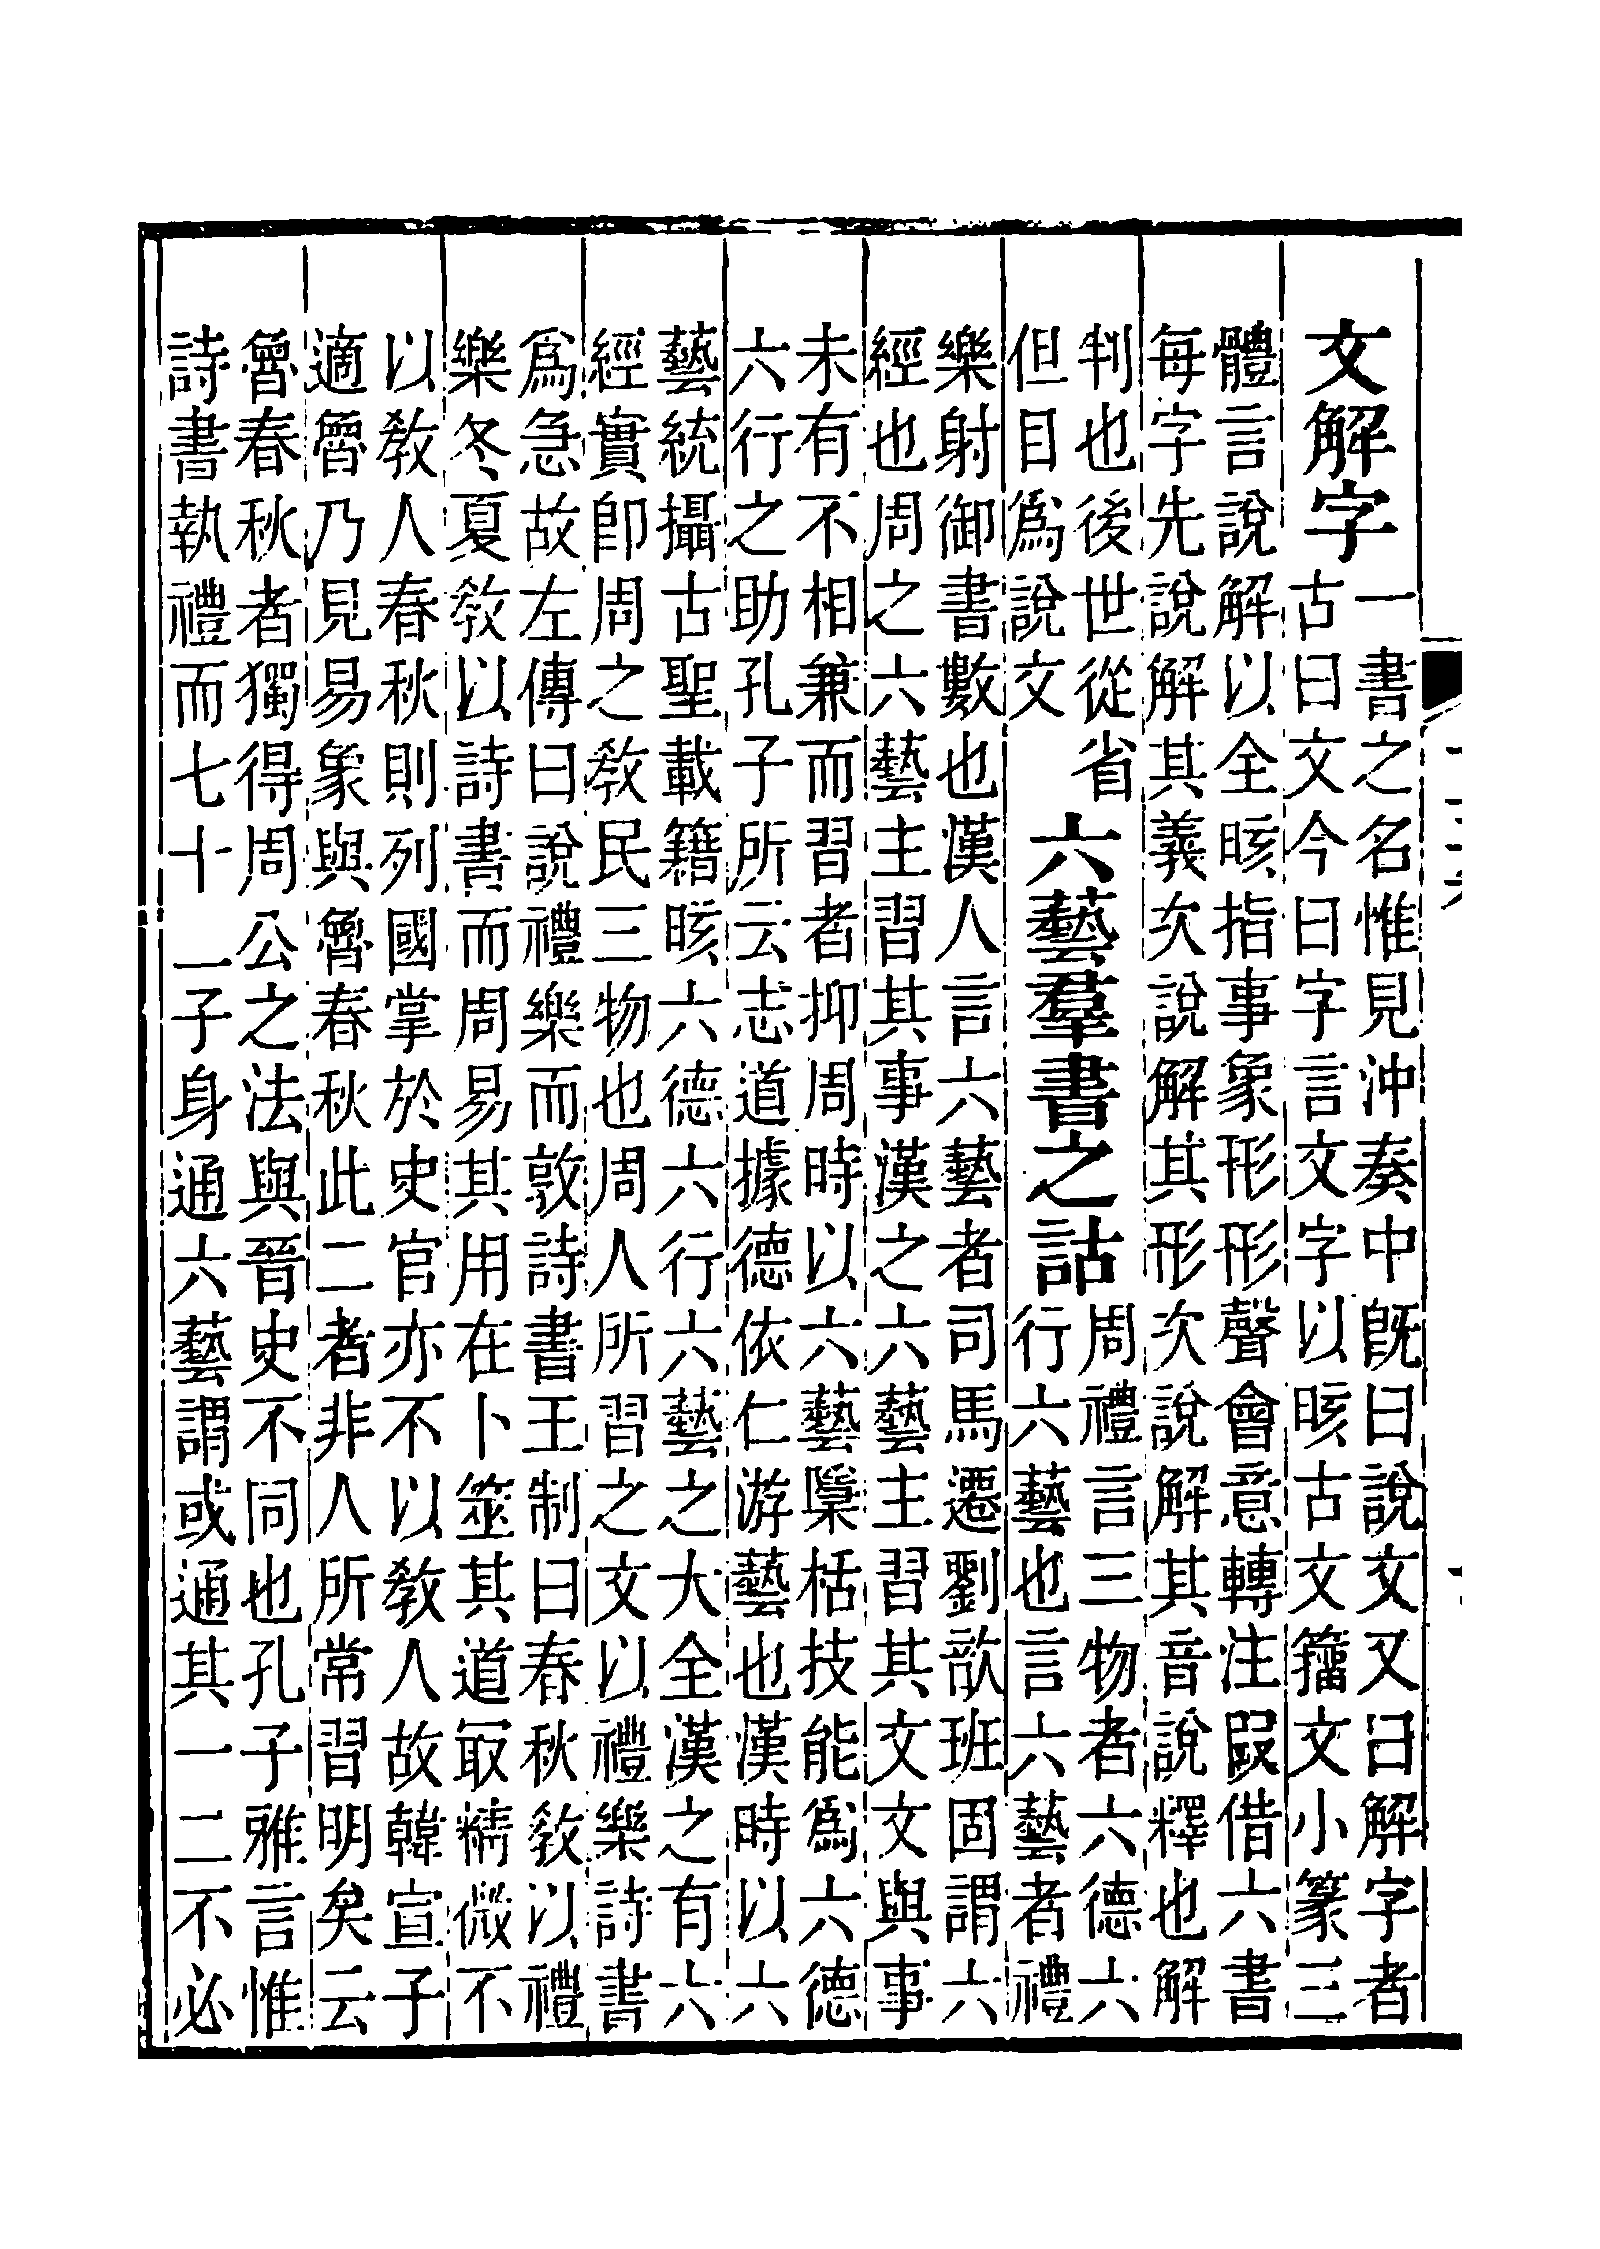 文解字
一書之名惟見沖奏中旣曰說文又曰解字者
古曰文今曰字言文字以晐古文籒文小篆三
體言說解以全晐指事象形形聲會意轉注叚借六書
每字先說解其義次說解其形次說解其音說釋也解
判也後世從省
但目爲說文
六藝羣書之詁
周禮言三物者六德六
行六藝也言六藝者禮
樂射御書數也漢人言六藝者司馬遷劉歆班固謂六
經也周之六藝主習其事漢之六藝主習其文文與事
未有不相兼而習者抑周時以六藝檃栝技能爲六德
六行之助孔子所云志道據德依仁游藝也漢時以六
藝統攝古聖載籍晐六德六行六藝之大全漢之有六
經實卽周之敎民三物也周人所習之文以禮樂詩書
爲急故左傳曰說禮樂而敦詩書王制曰春秋敎以禮
樂冬夏敎以詩書而周易其用在卜筮其道取精微不
以敎人春秋則列國掌於史官亦不以敎人故韓宣子
適魯乃見易象與魯春秋此二者非人所常習明矣云
魯春秋者獨得周公之法與晉史不同也孔子雅言惟
詩書執禮而七十一子身通六藝謂或通其一二不必